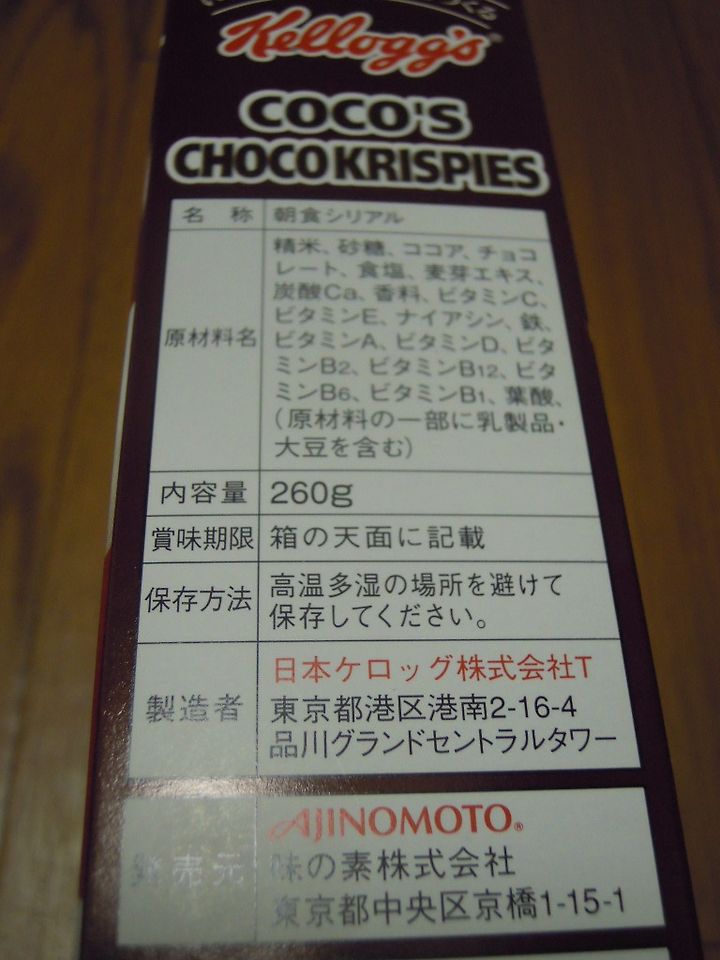 Kellogg's
COCO'S
CHOCO KRISPIES
名 称 朝食シリアル
原材料名
精米、砂糖、ココア、チョコ
レート、食塩、麦芽エキス、
炭酸Ca、香料、ビタミンC、
ビタミンE、ナイアシン、鉄、
ビタミンA、ビタミンD、ビタ
ミンB2、ビタミンB12、ビタ
ミンB6、ビタミンB1、葉酸、
(原材料の一部に乳製品・
大豆を含む)
内容量 260g
賞味期限 箱の天面に記載
保存方法
高温多湿の場所を避けて
保存してください。
製造者
日本ケロッグ株式会社T
東京都港区港南2-16-4
品川グランドセントラルタワー
発売元
AJINOMOTO®
味の素株式会社
東京都中央区京橋1-15-1